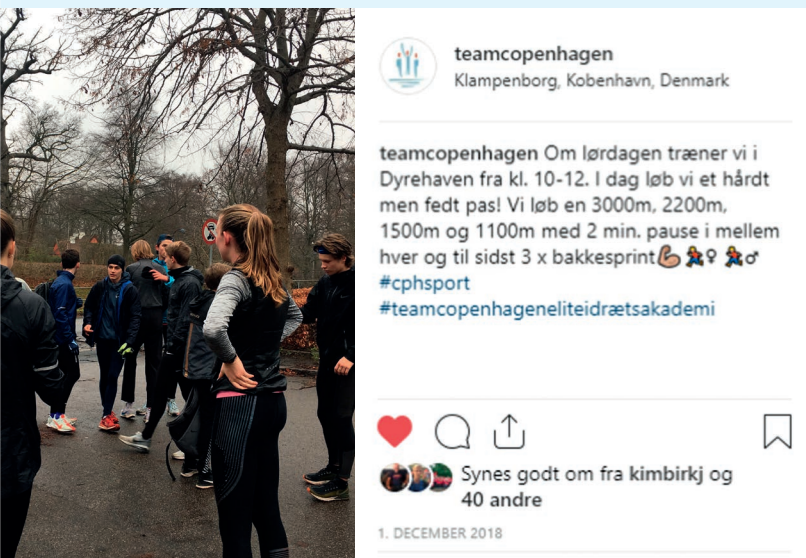 teamcopenhagen
Klampenborg, Kobenhavn, Denmark
teamcopenhagen Om lørdagen træner vi i
Dyrehaven fra kl. 10-12. I dag løb vi et hårdt
men fedt pas! Vi løb en 3000m, 2200m,
1500m og 1100m med 2 min. pause i mellem
hver og til sidst 3 x bakkesprint💪🏃♀ 🏃♂
#cphsport
#teamcopenhageneliteidrætsakademi
Synes godt om fra kimbirkj og
40 andre
1. DECEMBER 2018